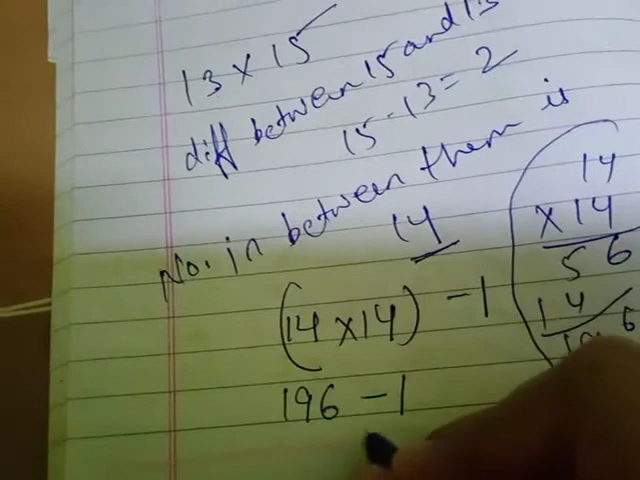 13 × 15
diff between 15 and 13
15 - 13 = 2
No. in between them is
14
(14 × 14) - 1
196 - 1
14
× 14
56
14